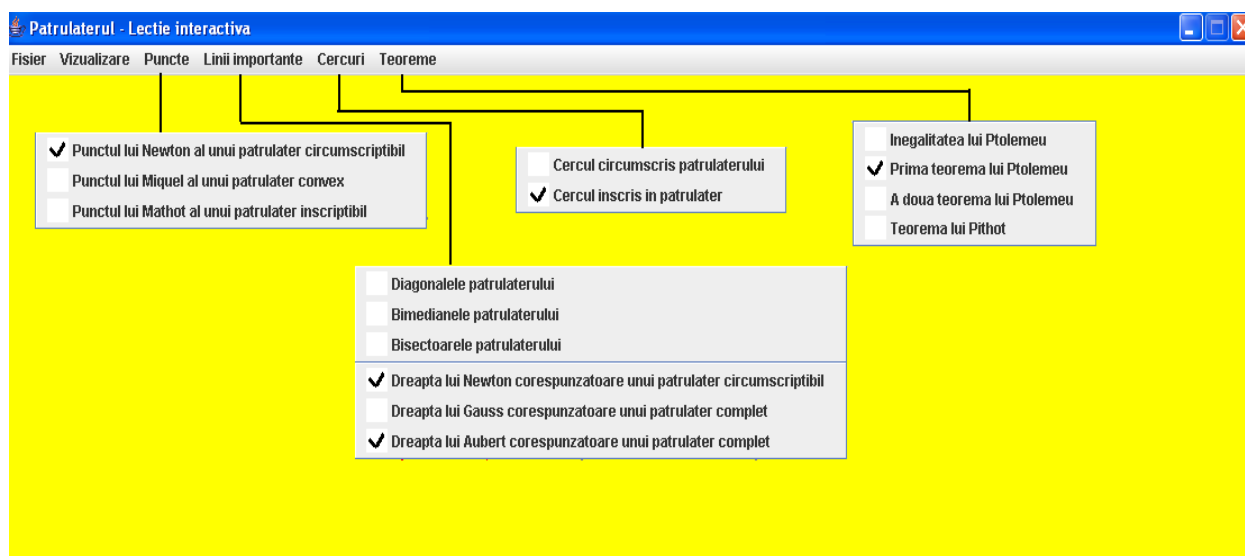 Patrulaterul - Lectie interactiva
Fisier Vizualizare Puncte Linii importante Cercuri Teoreme
Punctul lui Newton al unui patrulater circumscriptibil
Punctul lui Miquel al unui patrulater convex
Punctul lui Mathot al unui patrulater inscriptibil
Cercul circumscris patrulaterului
Cercul inscris in patrulater
Inegalitatea lui Ptolemeu
Prima teorema lui Ptolemeu
A doua teorema lui Ptolemeu
Teorema lui Pithot
Diagonalele patrulaterului
Bimedianele patrulaterului
Bisectoarele patrulaterului
Dreapta lui Newton corespunzatoare unui patrulater circumscriptibil
Dreapta lui Gauss corespunzatoare unui patrulater complet
Dreapta lui Aubert corespunzatoare unui patrulater complet